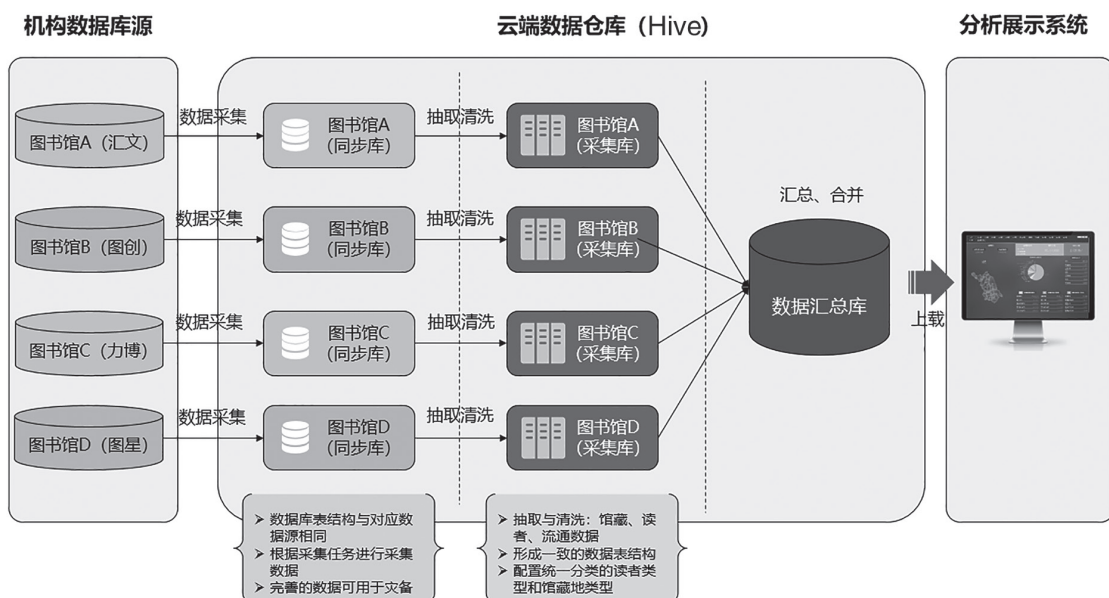 机构数据库源
云端数据仓库（Hive）
分析展示系统
图书馆A（汇文）
数据采集
图书馆A
（同步库）
抽取清洗
图书馆A
（采集库）
图书馆B（图创）
数据采集
图书馆B
（同步库）
抽取清洗
图书馆B
（采集库）
图书馆C（力博）
数据采集
图书馆C
（同步库）
抽取清洗
图书馆C
（采集库）
图书馆D（图星）
数据采集
图书馆D
（同步库）
抽取清洗
图书馆D
（采集库）
汇总、合并
数据汇总库
上载
➢ 数据库表结构与对应数
据源相同
➢ 根据采集任务进行采集
数据
➢ 完善的数据可用于灾备
➢ 抽取与清洗：馆藏、读
者、流通数据
➢ 形成一致的数据表结构
➢ 配置统一分类的读者类
型和馆藏地类型